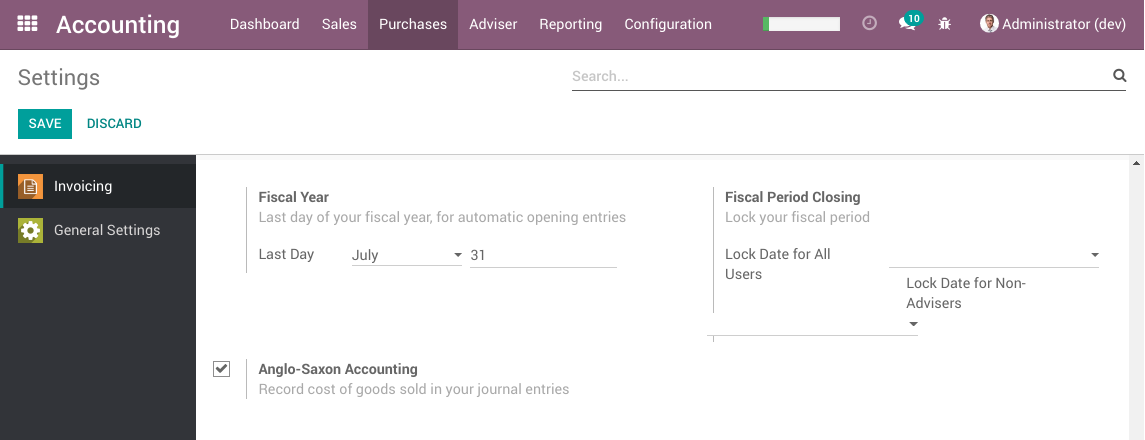 Accounting
Dashboard
Sales
Purchases
Adviser
Reporting
Configuration
10
Administrator (dev)
Settings
Search...
SAVE
DISCARD
Invoicing
General Settings
Fiscal Year
Last day of your fiscal year, for automatic opening entries
Last Day
July
31
Fiscal Period Closing
Lock your fiscal period
Lock Date for All
Users
Lock Date for Non-
Advisers
Anglo-Saxon Accounting
Record cost of goods sold in your journal entries